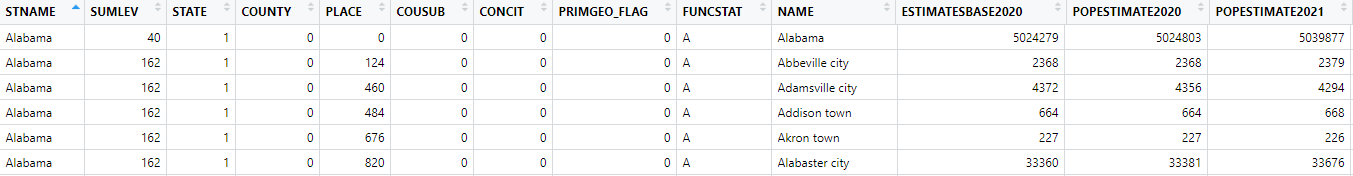 STNAME SUMLEV STATE COUNTY PLACE COUSUB CONCIT PRIMGEO_FLAG FUNCSTAT NAME ESTIMATESBASE2020 POPESTIMATE2020 POPESTIMATE2021
Alabama 40 1 0 0 0 0 0 A Alabama 5024279 5024803 5039877
Alabama 162 1 0 124 0 0 0 A Abbeville city 2368 2368 2379
Alabama 162 1 0 460 0 0 0 A Adamsville city 4372 4356 4294
Alabama 162 1 0 484 0 0 0 A Addison town 664 664 668
Alabama 162 1 0 676 0 0 0 A Akron town 227 227 226
Alabama 162 1 0 820 0 0 0 A Alabaster city 33360 33381 33676